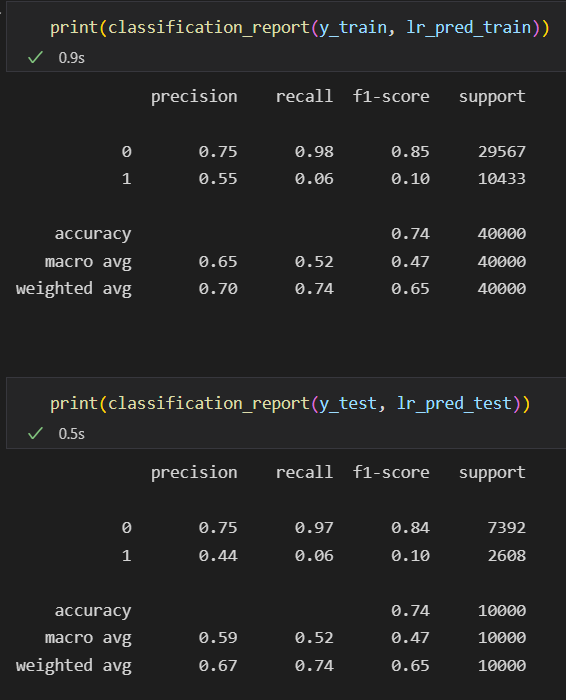 print(classification_report(y_train, lr_pred_train))
0.9s
precision recall f1-score support
0 0.75 0.98 0.85 29567
1 0.55 0.06 0.10 10433
accuracy 0.74 40000
macro avg 0.65 0.52 0.47 40000
weighted avg 0.70 0.74 0.65 40000
print(classification_report(y_test, lr_pred_test))
0.5s
precision recall f1-score support
0 0.75 0.97 0.84 7392
1 0.44 0.06 0.10 2608
accuracy 0.74 10000
macro avg 0.59 0.52 0.47 10000
weighted avg 0.67 0.74 0.65 10000